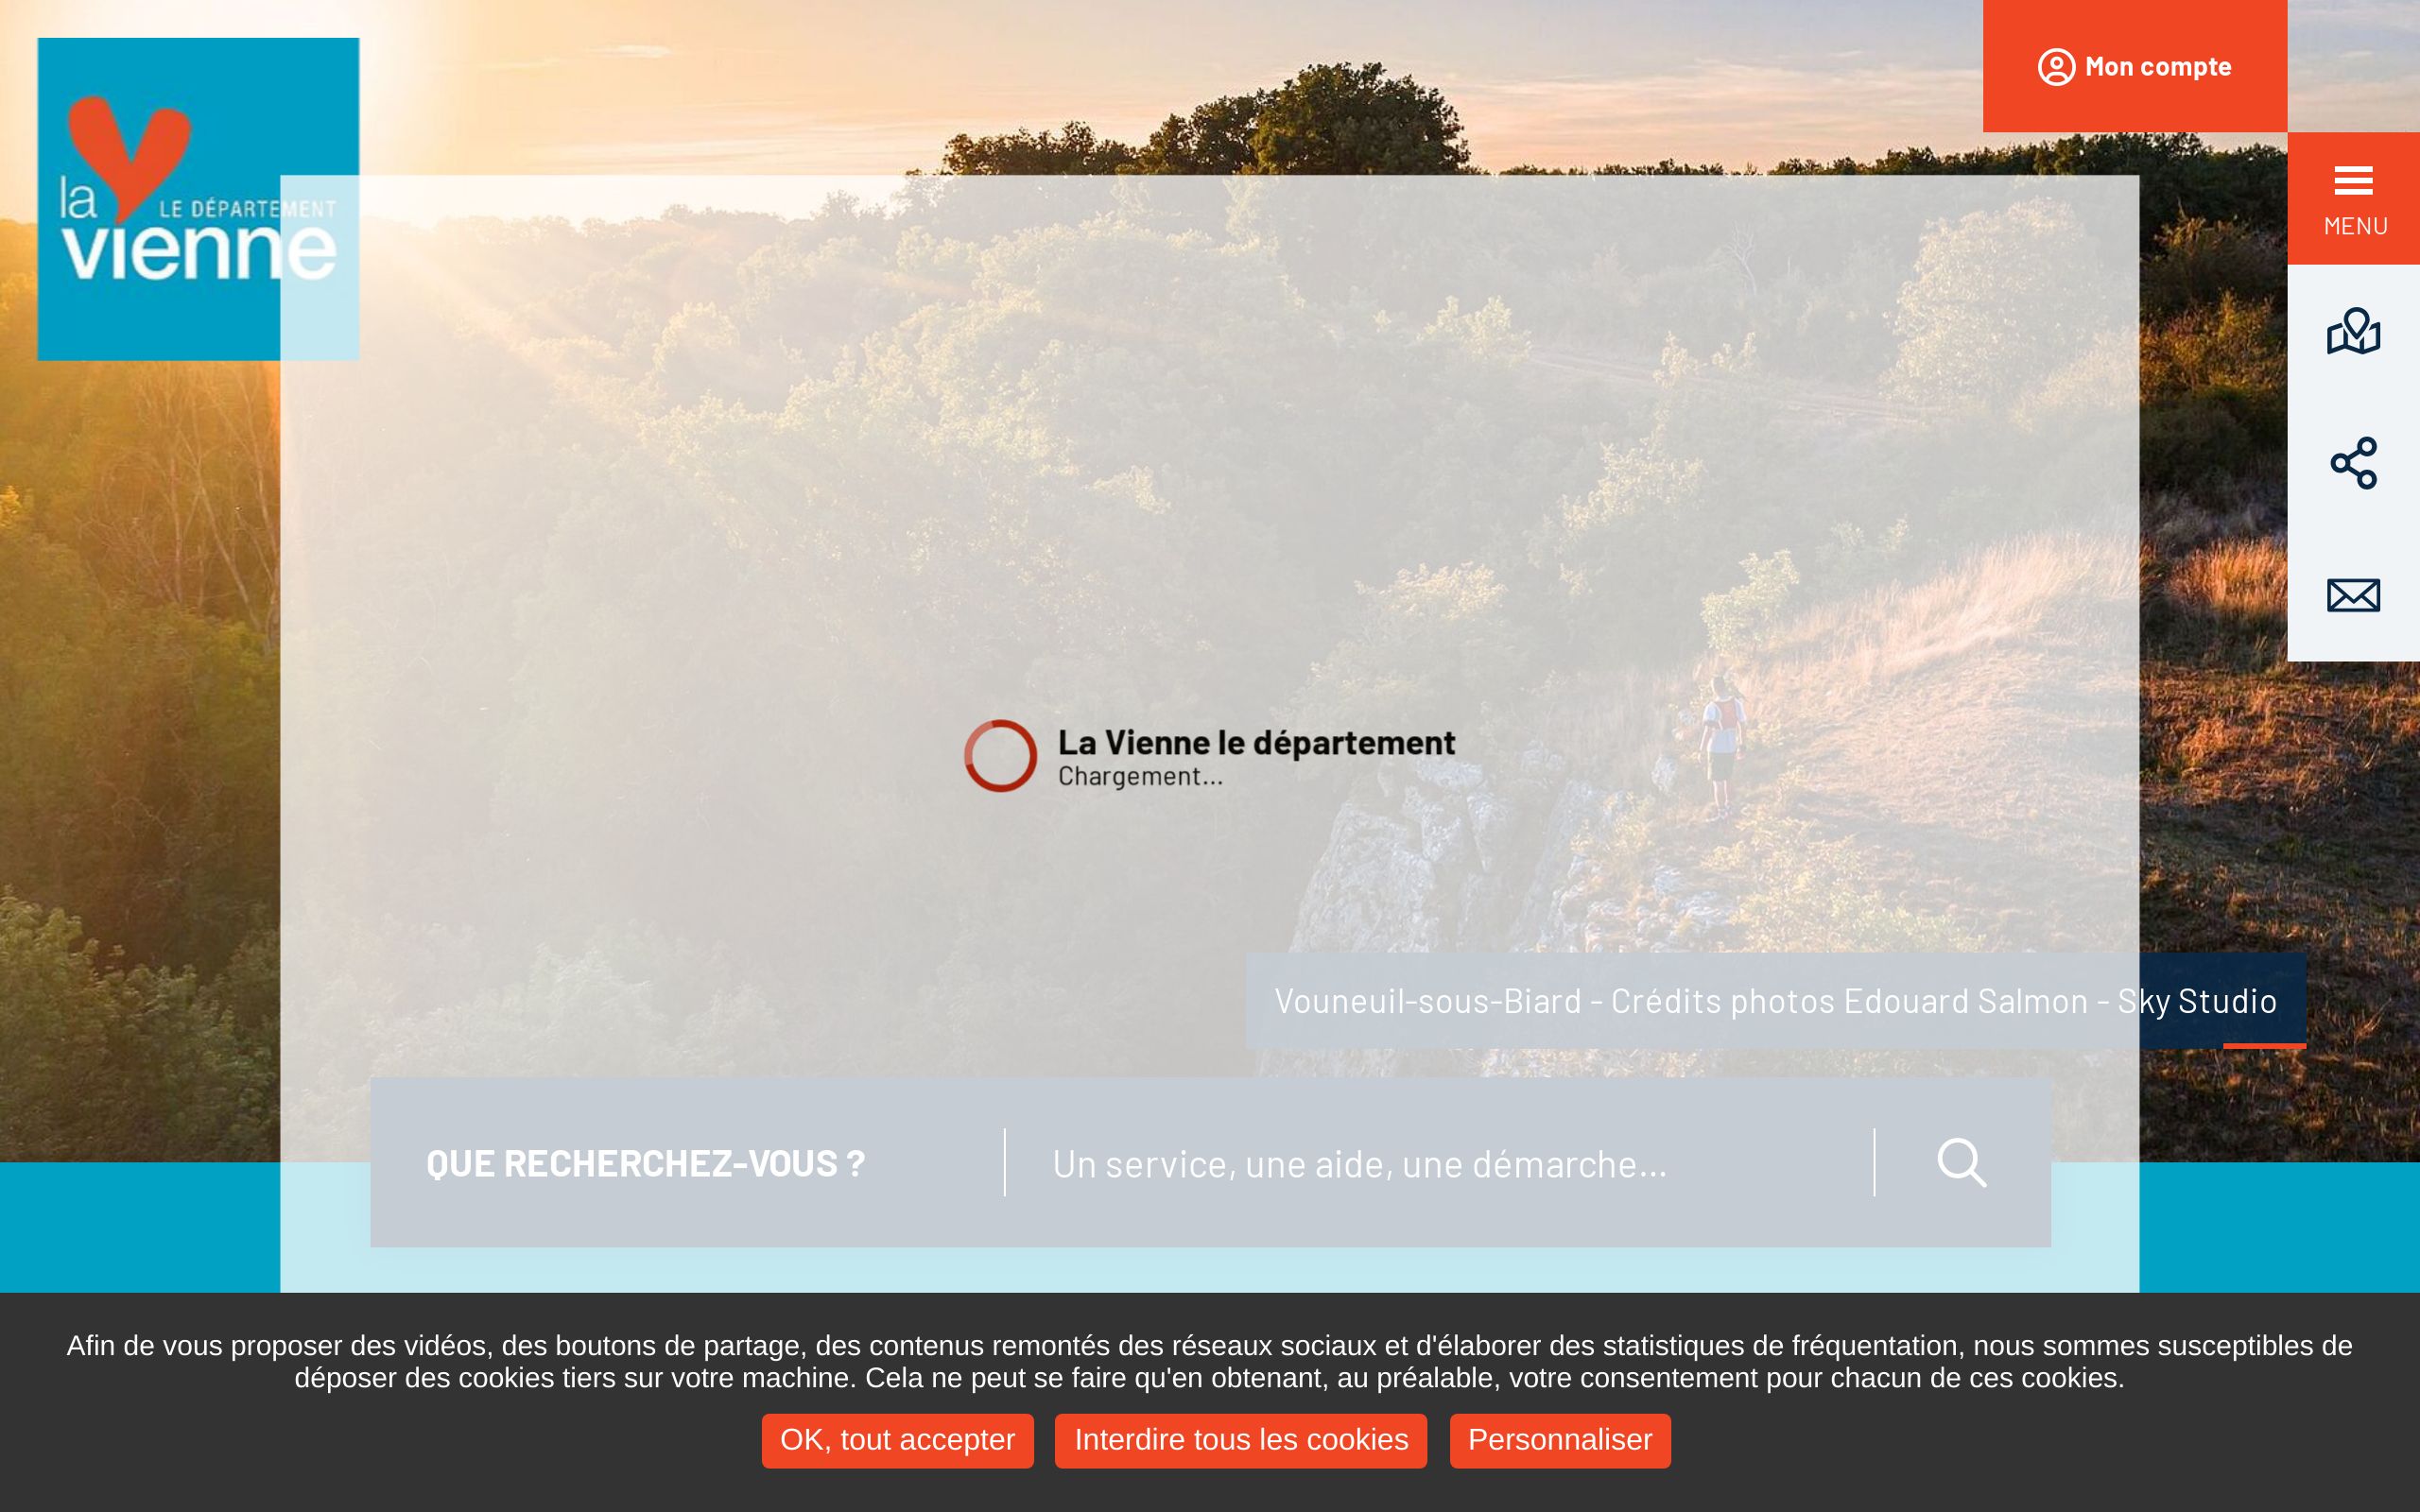 Mon compte
la
LE DÉPARTEMENT
vienne
MENU
La Vienne le département
Chargement...
Vouneuil-sous-Biard - Crédits photos Edouard Salmon - Sky Studio
QUE RECHERCHEZ-VOUS ?
Un service, une aide, une démarche...
Afin de vous proposer des vidéos, des boutons de partage, des contenus remontés des réseaux sociaux et d'élaborer des statistiques de fréquentation, nous sommes susceptibles de
déposer des cookies tiers sur votre machine. Cela ne peut se faire qu'en obtenant, au préalable, votre consentement pour chacun de ces cookies.
OK, tout accepter
Interdire tous les cookies
Personnaliser